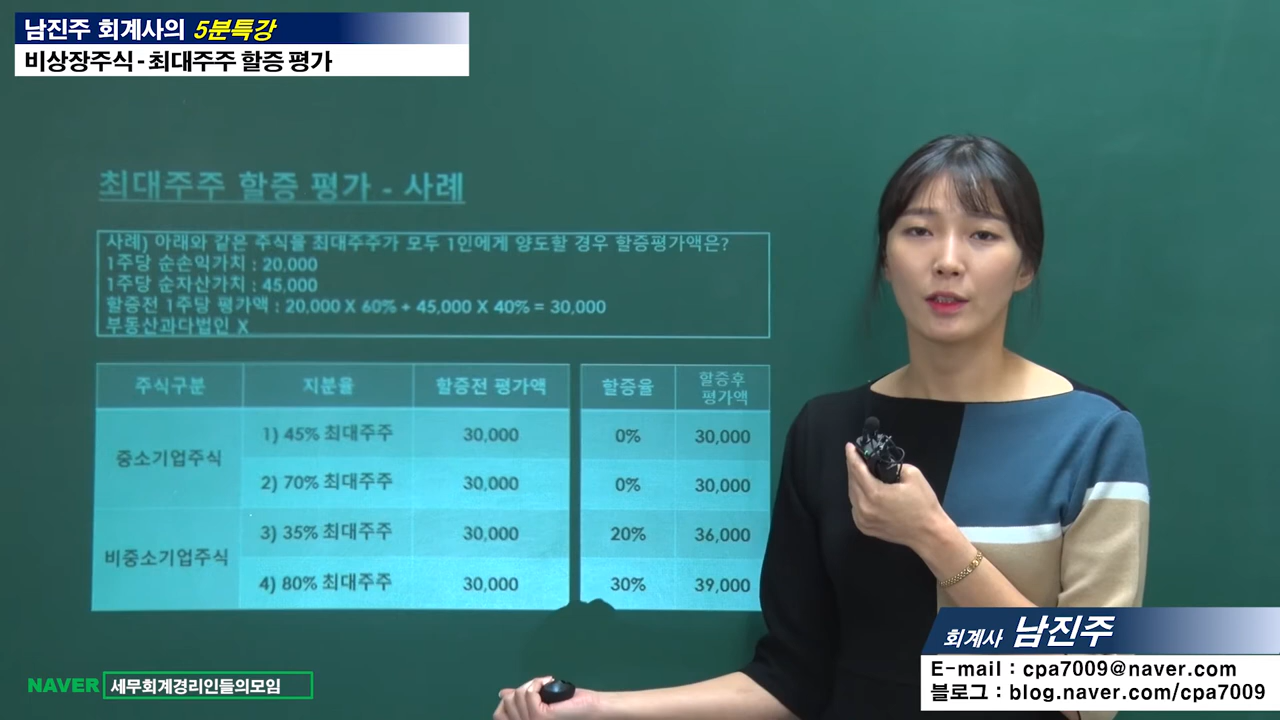 남진주 회계사의 5분특강
비상장주식 - 최대주주 할증 평가
최대주주 할증 평가 - 사례
사례) 아래와 같은 주식을 최대주주가 모두 1인에게 양도할 경우 할증평가액은?
1주당 순손익가치 : 20,000
1주당 순자산가치 : 45,000
할증전 1주당 평가액 : 20,000 X 60% + 45,000 X 40% = 30,000
부동산과다법인 X
주식구분 지분율 할증전 평가액 할증율 할증후 평가액
중소기업주식
1) 45% 최대주주 30,000 0% 30,000
2) 70% 최대주주 30,000 0% 30,000
비중소기업주식
3) 35% 최대주주 30,000 20% 36,000
4) 80% 최대주주 30,000 30% 39,000
회계사 남진주
E-mail : cpa7009@naver.com
블로그 : blog.naver.com/cpa7009
NAVER 세무회계경리인들의모임